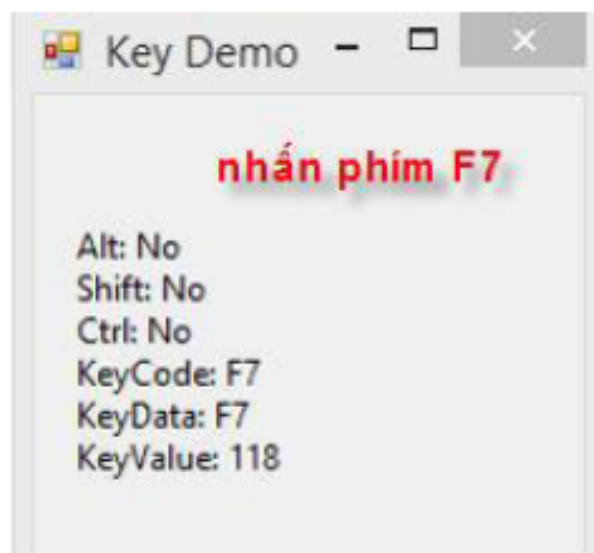 Key Demo
nhấn phím F7
Alt: No
Shift: No
Ctrl: No
KeyCode: F7
KeyData: F7
KeyValue: 118